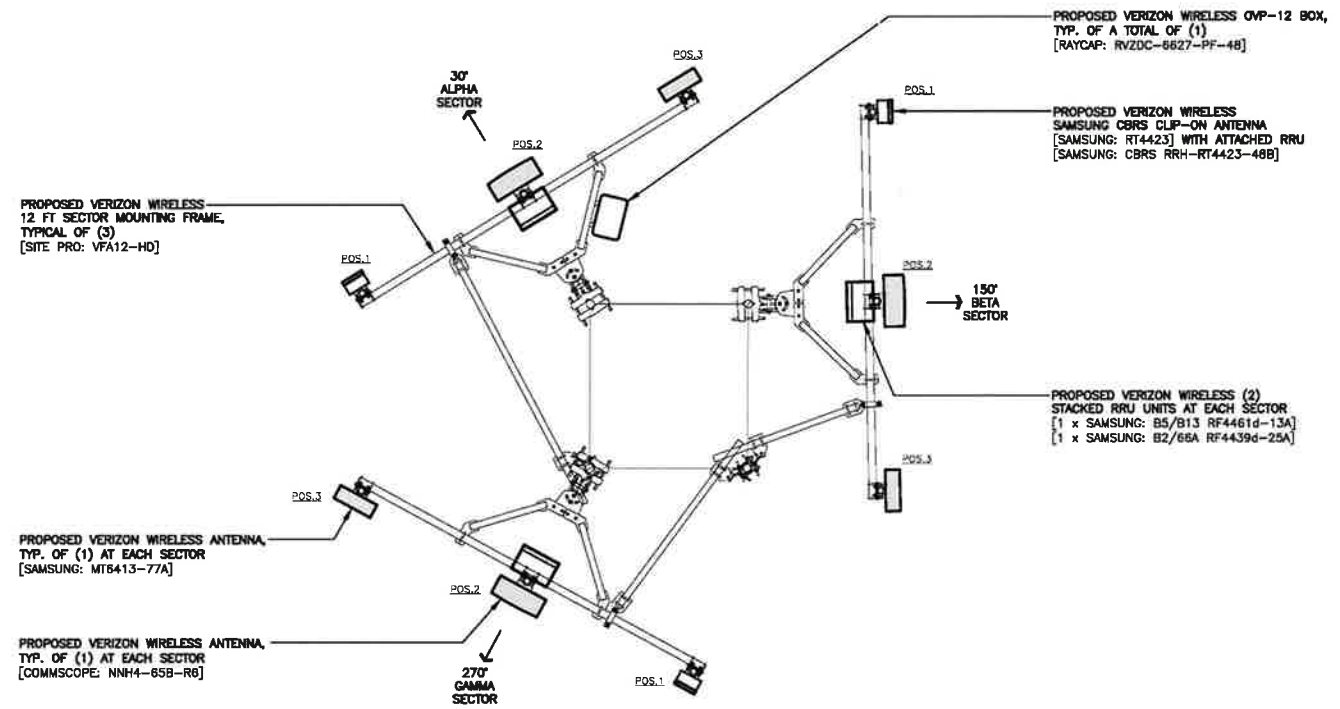 PROPOSED VERIZON WIRELESS OVP-12 BOX,
TYP. OF A TOTAL OF (1)
[RAYCAP: RVZDC-6627-PF-48]
POS.3
30°
ALPHA
SECTOR
POS.1
PROPOSED VERIZON WIRELESS
SAMSUNG CBRS CLIP-ON ANTENNA
[SAMSUNG: RT4423] WITH ATTACHED RRU
[SAMSUNG: CBRS RRH-RT4423-48B]
POS.2
PROPOSED VERIZON WIRELESS
12 FT SECTOR MOUNTING FRAME,
TYPICAL OF (3)
[SITE PRO: VFA12-HD]
POS.1
POS.2
150°
BETA
SECTOR
PROPOSED VERIZON WIRELESS (2)
STACKED RRU UNITS AT EACH SECTOR
[1 x SAMSUNG: B5/B13 RF4461d-13A]
[1 x SAMSUNG: B2/66A RF4439d-25A]
POS.3
POS.3
PROPOSED VERIZON WIRELESS ANTENNA,
TYP. OF (1) AT EACH SECTOR
[SAMSUNG: MT6413-77A]
POS.2
PROPOSED VERIZON WIRELESS ANTENNA,
TYP. OF (1) AT EACH SECTOR
[COMMSCOPE: NNH4-65B-R6]
270°
GAMMA
SECTOR
POS.1